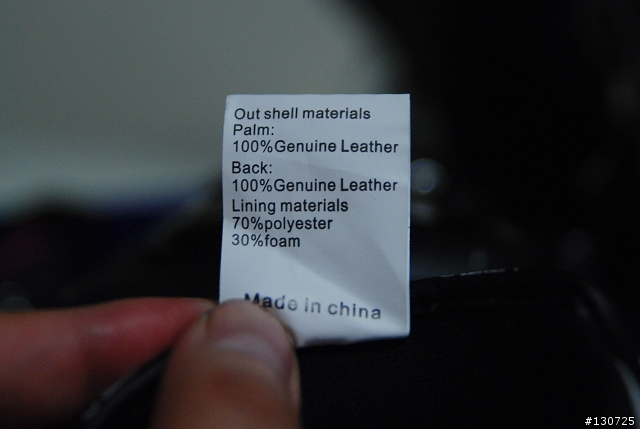 Out shell materials
Palm:
100%Genuine Leather
Back:
100%Genuine Leather
Lining materials
70%polyester
30%foam
Made in china
#130725